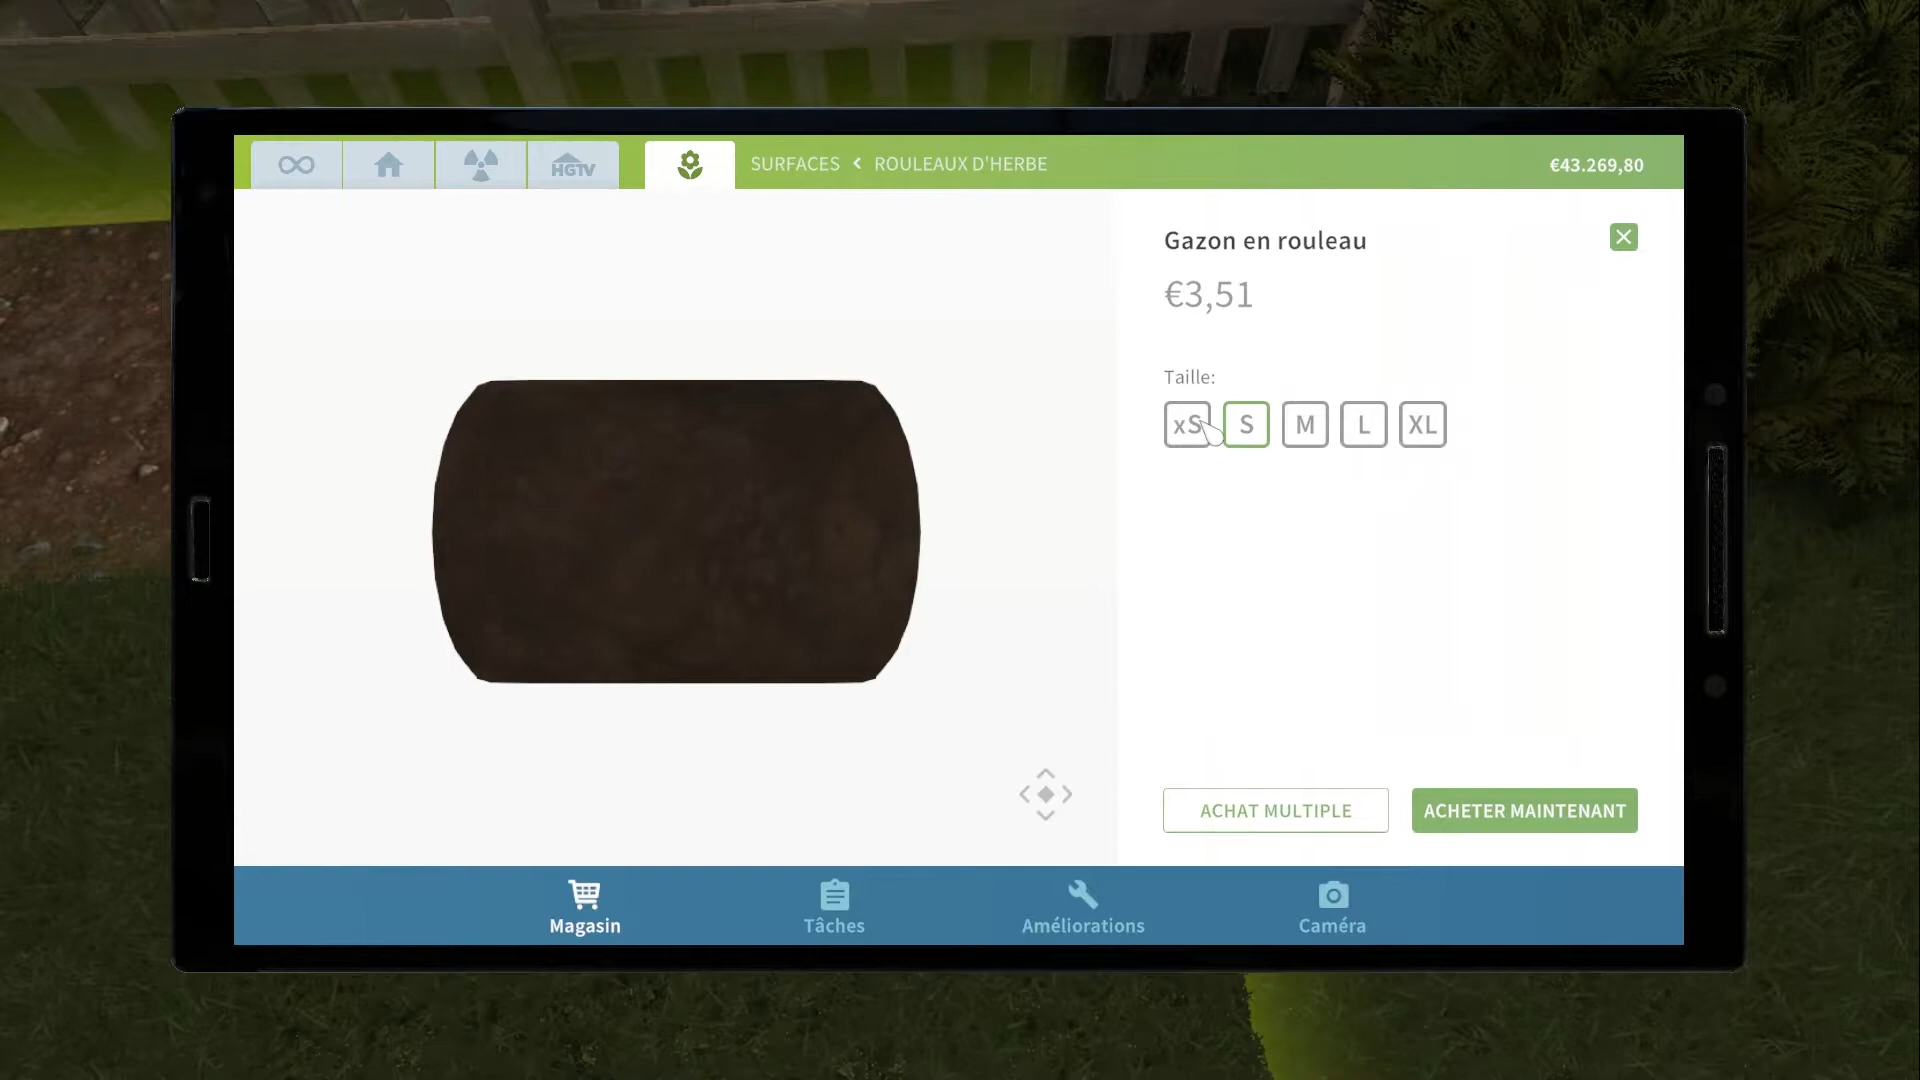 HGTV
SURFACES < ROULEAUX D'HERBE
€43.269,80
Gazon en rouleau
€3,51
Taille:
xS S M L XL
ACHAT MULTIPLE
ACHETER MAINTENANT
Magasin
Tâches
Améliorations
Caméra